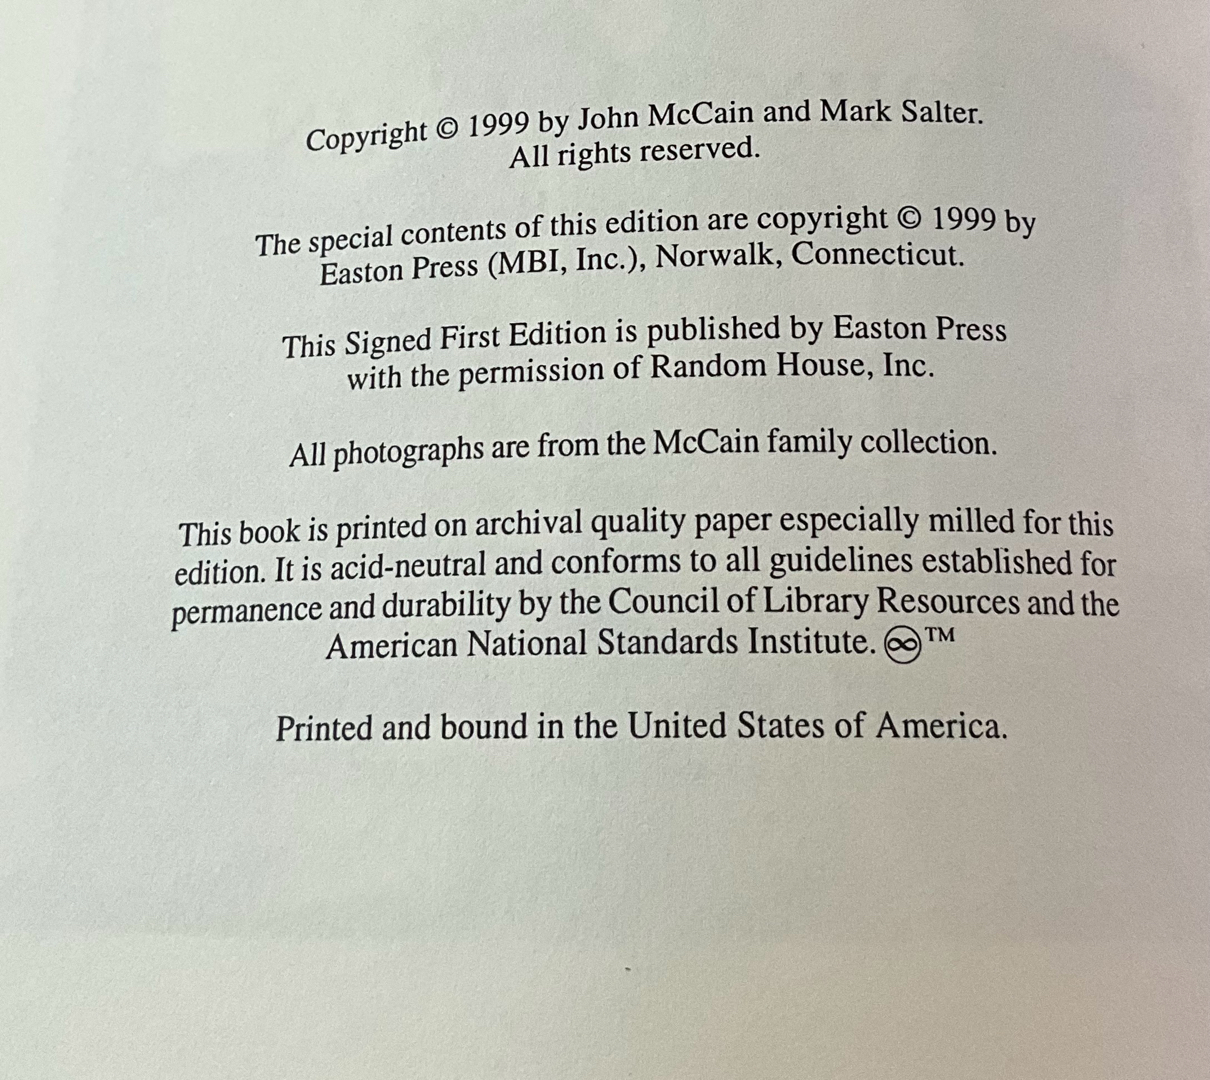 Copyright © 1999 by John McCain and Mark Salter.
All rights reserved.
The special contents of this edition are copyright © 1999 by
Easton Press (MBI, Inc.), Norwalk, Connecticut.
This Signed First Edition is published by Easton Press
with the permission of Random House, Inc.
All photographs are from the McCain family collection.
This book is printed on archival quality paper especially milled for this
edition. It is acid-neutral and conforms to all guidelines established for
permanence and durability by the Council of Library Resources and the
American National Standards Institute. ♾™
Printed and bound in the United States of America.